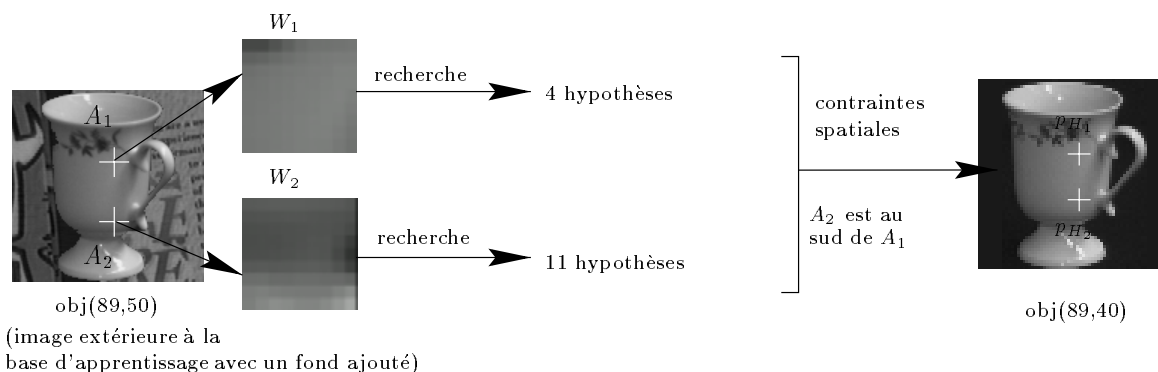 W1
A1
A2
obj(89,50)
(image extérieure à la
base d'apprentissage avec un fond ajouté)
recherche
4 hypothèses
W2
recherche
11 hypothèses
contraintes
spatiales
A2 est au
sud de A1
pH1
pH2
obj(89,40)